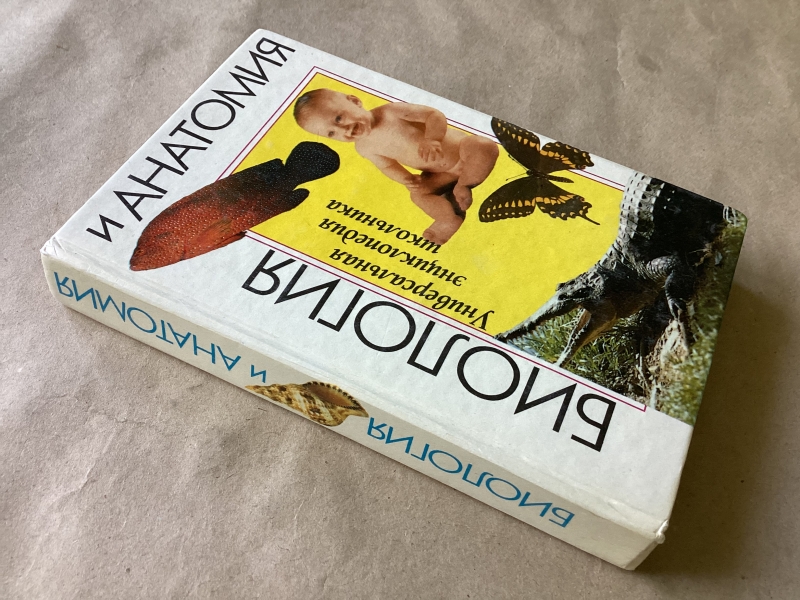 БИОЛОГИЯ
Универсальная
энциклопедия
школьника
и АНАТОМИЯ
БИОЛОГИЯ
и АНАТОМИЯ